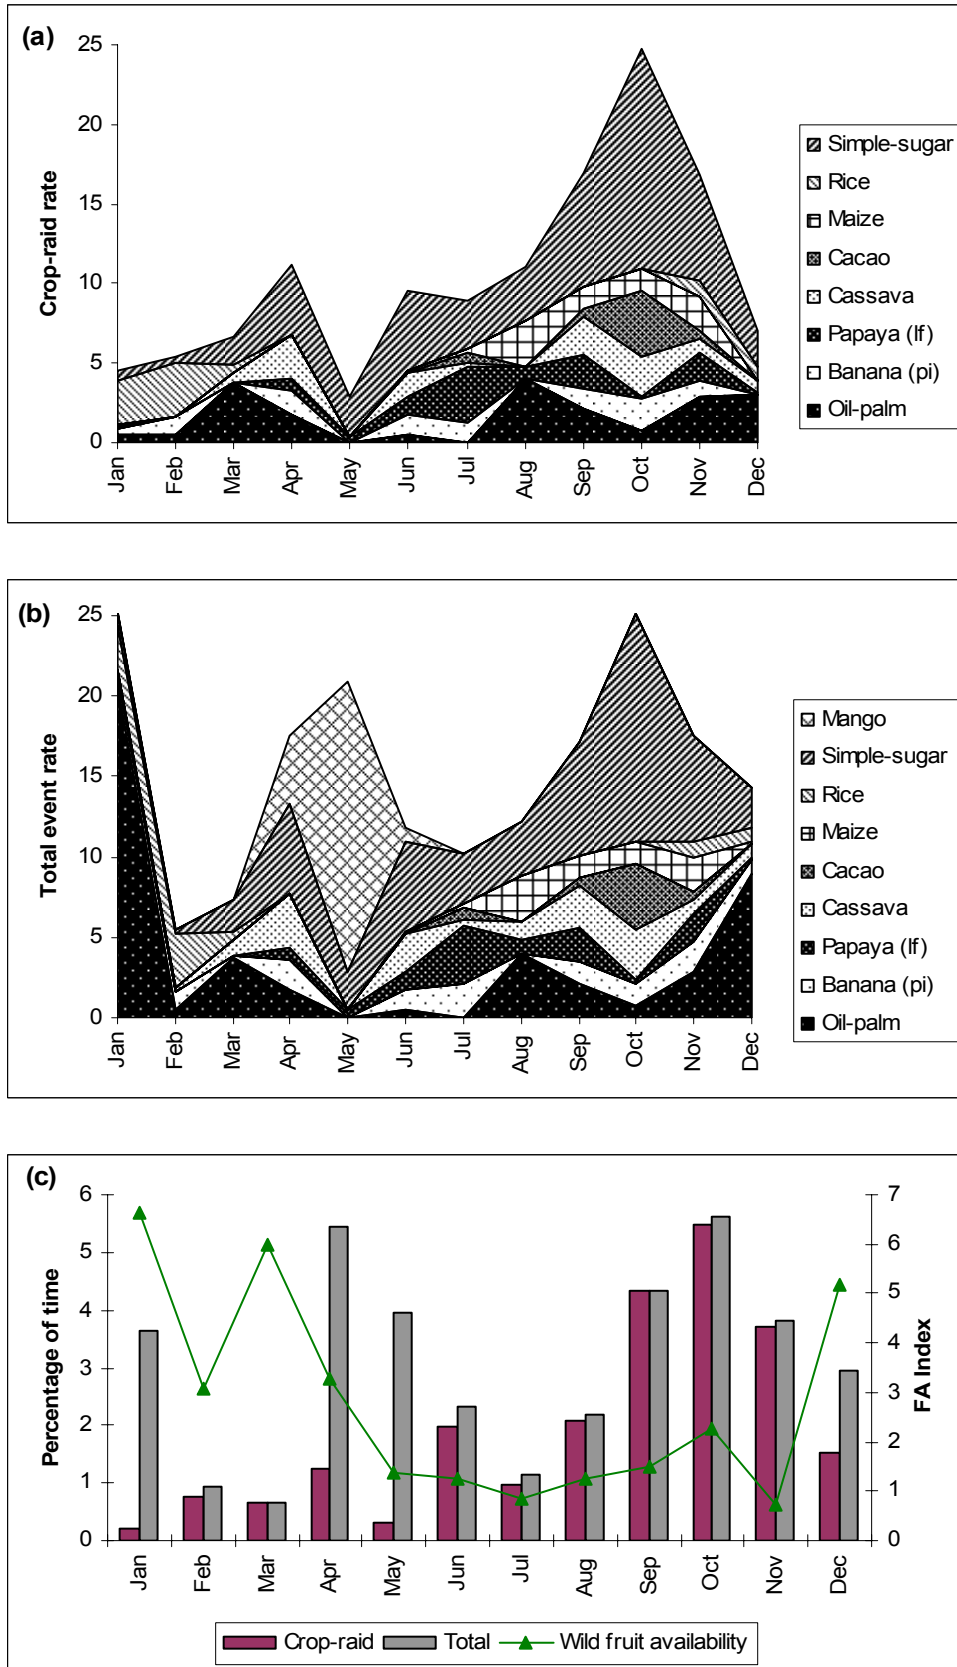 (a)
Crop-raid rate
25
20
15
10
5
0
Jan Feb Mar Apr May Jun Jul Aug Sep Oct Nov Dec
Simple-sugar
Rice
Maize
Cacao
Cassava
Papaya (lf)
Banana (pi)
Oil-palm
(b)
Total event rate
25
20
15
10
5
0
Jan Feb Mar Apr May Jun Jul Aug Sep Oct Nov Dec
Mango
Simple-sugar
Rice
Maize
Cacao
Cassava
Papaya (lf)
Banana (pi)
Oil-palm
(c)
Percentage of time
6
5
4
3
2
1
0
7
6
5
4
3
2
1
0
FA Index
Jan Feb Mar Apr May Jun Jul Aug Sep Oct Nov Dec
Crop-raid Total Wild fruit availability